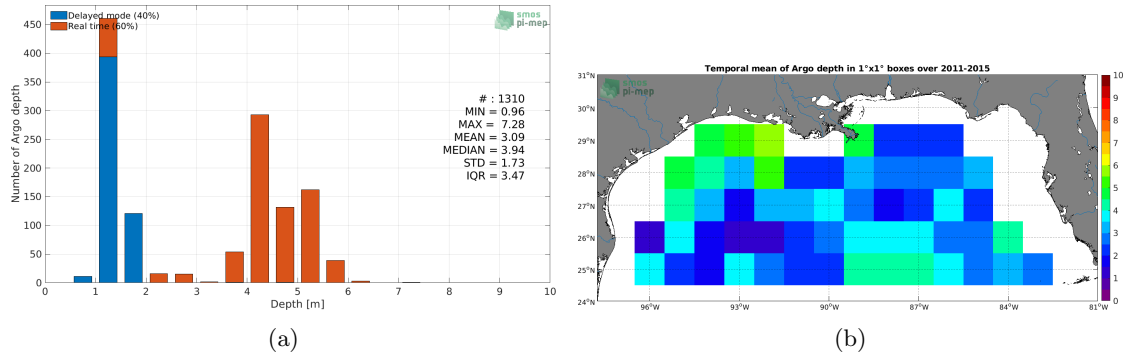 Delayed mode (40%)
Real time (60%)
smos
pi-mep
450
400
350
300
250
200
150
100
50
0
Number of Argo depth
# : 1310
MIN = 0.96
MAX = 7.28
MEAN = 3.09
MEDIAN = 3.94
STD = 1.73
IQR = 3.47
0 1 2 3 4 5 6 7 8 9 10
Depth [m]
(a)
Temporal mean of Argo depth in 1°x1° boxes over 2011-2015
smos
pi-mep
31°N
30°N
29°N
28°N
27°N
26°N
25°N
24°N
96°W 93°W 90°W 87°W 84°W 81°W
10
9
8
7
6
5
4
3
2
1
0
(b)